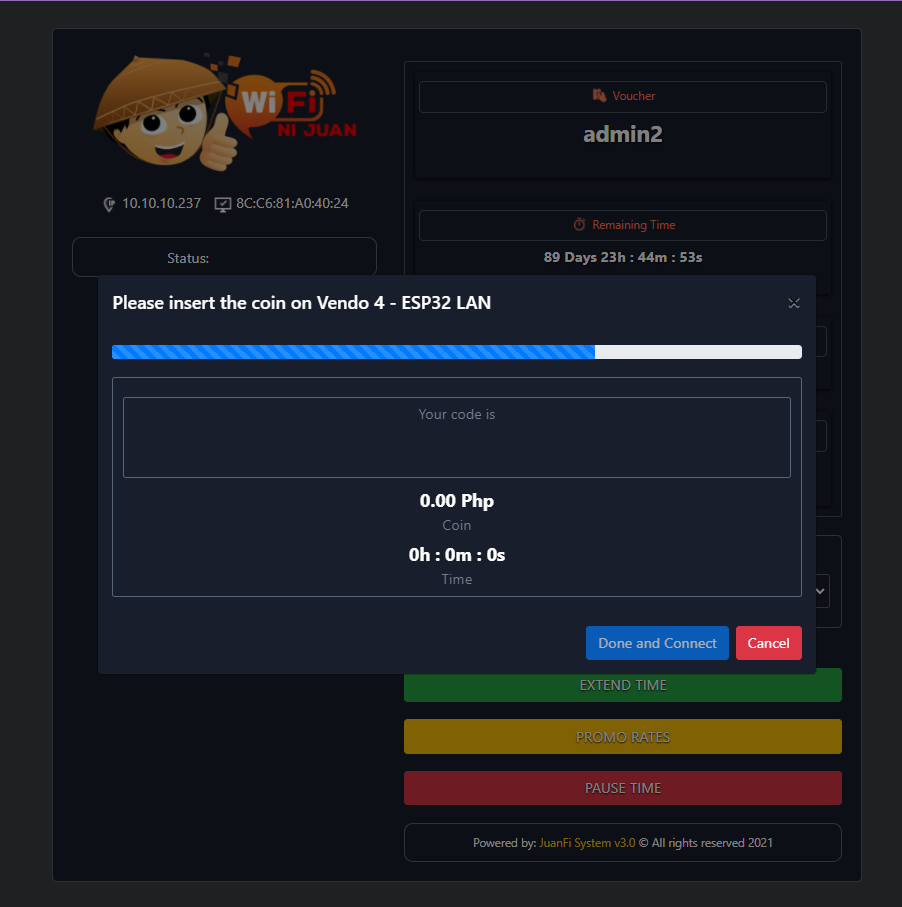 WiFi
NI JUAN
10.10.10.237 8C:C6:81:A0:40:24
Status:
Voucher
admin2
Remaining Time
89 Days 23h : 44m : 53s
Please insert the coin on Vendo 4 - ESP32 LAN
Your code is
0.00 Php
Coin
0h : 0m : 0s
Time
Done and Connect Cancel
EXTEND TIME
PROMO RATES
PAUSE TIME
Powered by: JuanFi System v3.0 © All rights reserved 2021